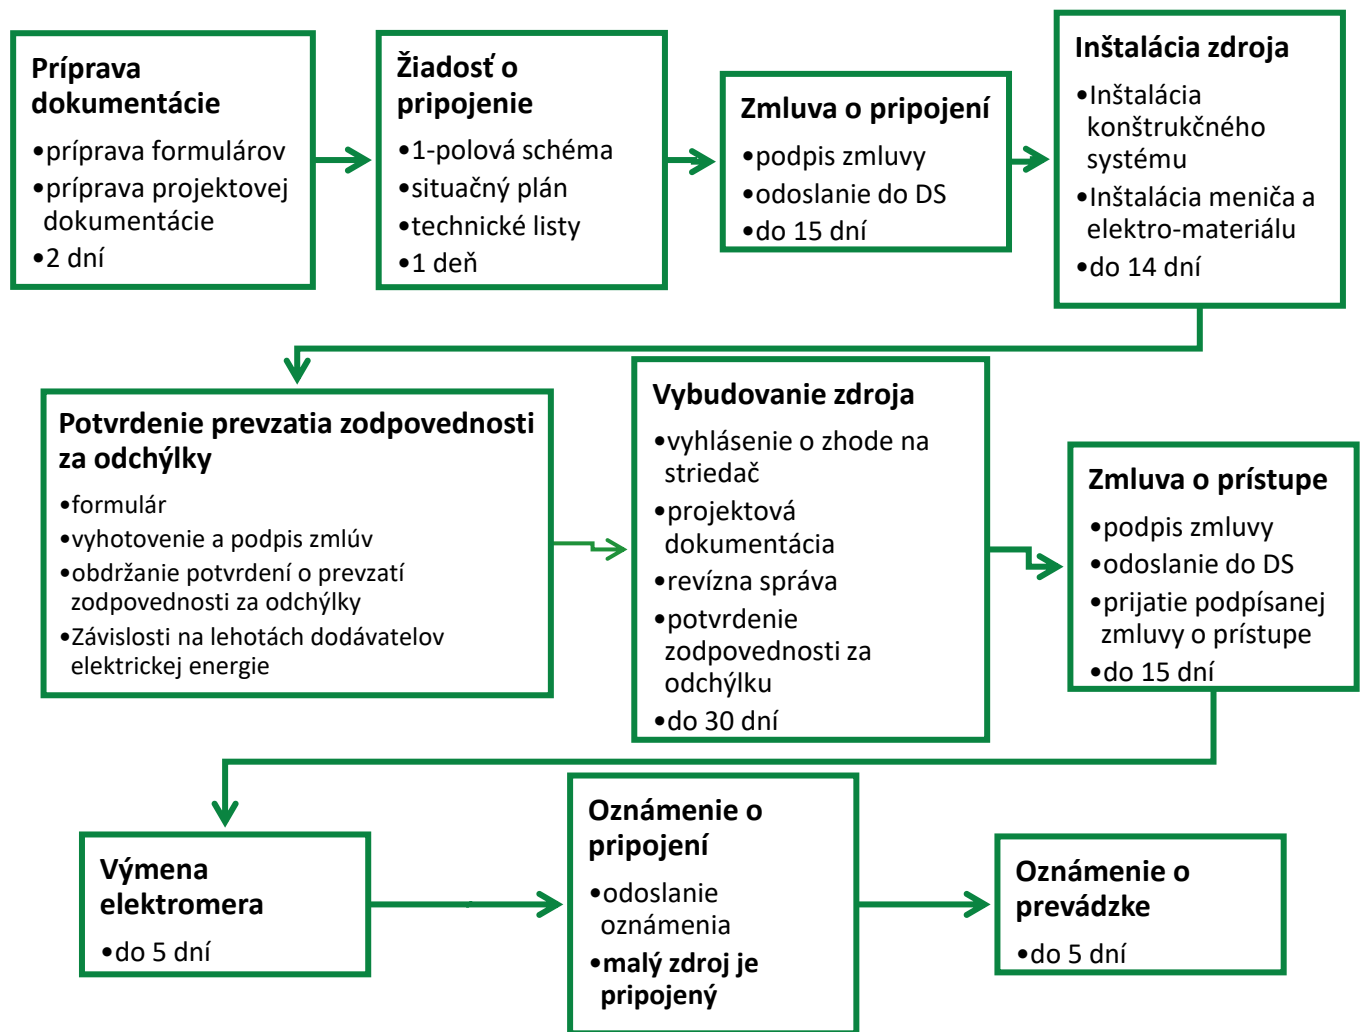 Príprava
dokumentácie
•príprava formulárov
•príprava projektovej
dokumentácie
•2 dní
Žiadosť o
pripojenie
•1-polová schéma
•situačný plán
•technické listy
•1 deň
Zmluva o pripojení
•podpis zmluvy
•odoslanie do DS
•do 15 dní
Inštalácia zdroja
•Inštalácia
konštrukčného
systému
•Inštalácia meniča a
elektro-materiálu
•do 14 dní
Potvrdenie prevzatia zodpovednosti
za odchýlky
•formulár
•vyhotovenie a podpis zmlúv
•obdržanie potvrdení o prevzatí
zodpovednosti za odchýlky
•Závislosti na lehotách dodávatelov
elektrickej energie
Vybudovanie zdroja
•vyhlásenie o zhode na
striedač
•projektová
dokumentácia
•revízna správa
•potvrdenie
zodpovednosti za
odchýlku
•do 30 dní
Zmluva o prístupe
•podpis zmluvy
•odoslanie do DS
•prijatie podpísanej
zmluvy o prístupe
•do 15 dní
Výmena
elektromera
•do 5 dní
Oznámenie o
pripojení
•odoslanie
oznámenia
•malý zdroj je
pripojený
Oznámenie o
prevádzke
•do 5 dní